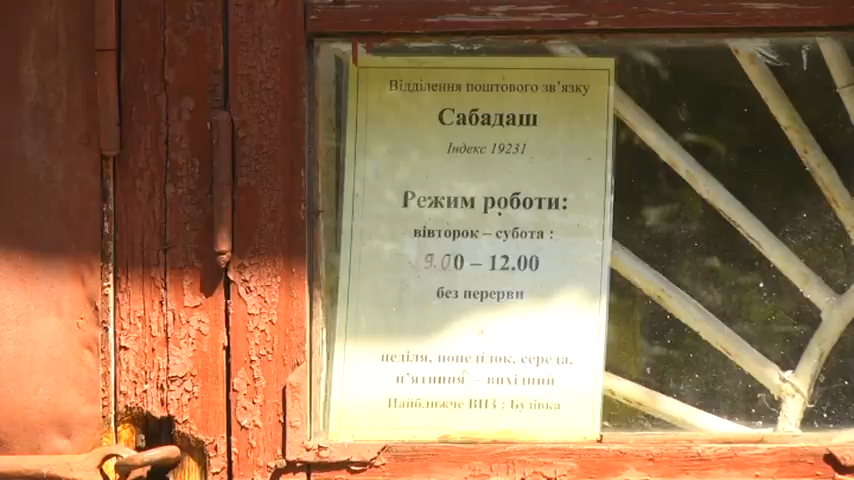 Відділення поштового зв'язку
Сабадаш
Індекс 19231
Режим роботи:
вівторок – субота :
9.00 – 12.00
без перерви
неділя, понеділок, середа,
п'ятниця - вихідний
Найближче ВПЗ : Будівка